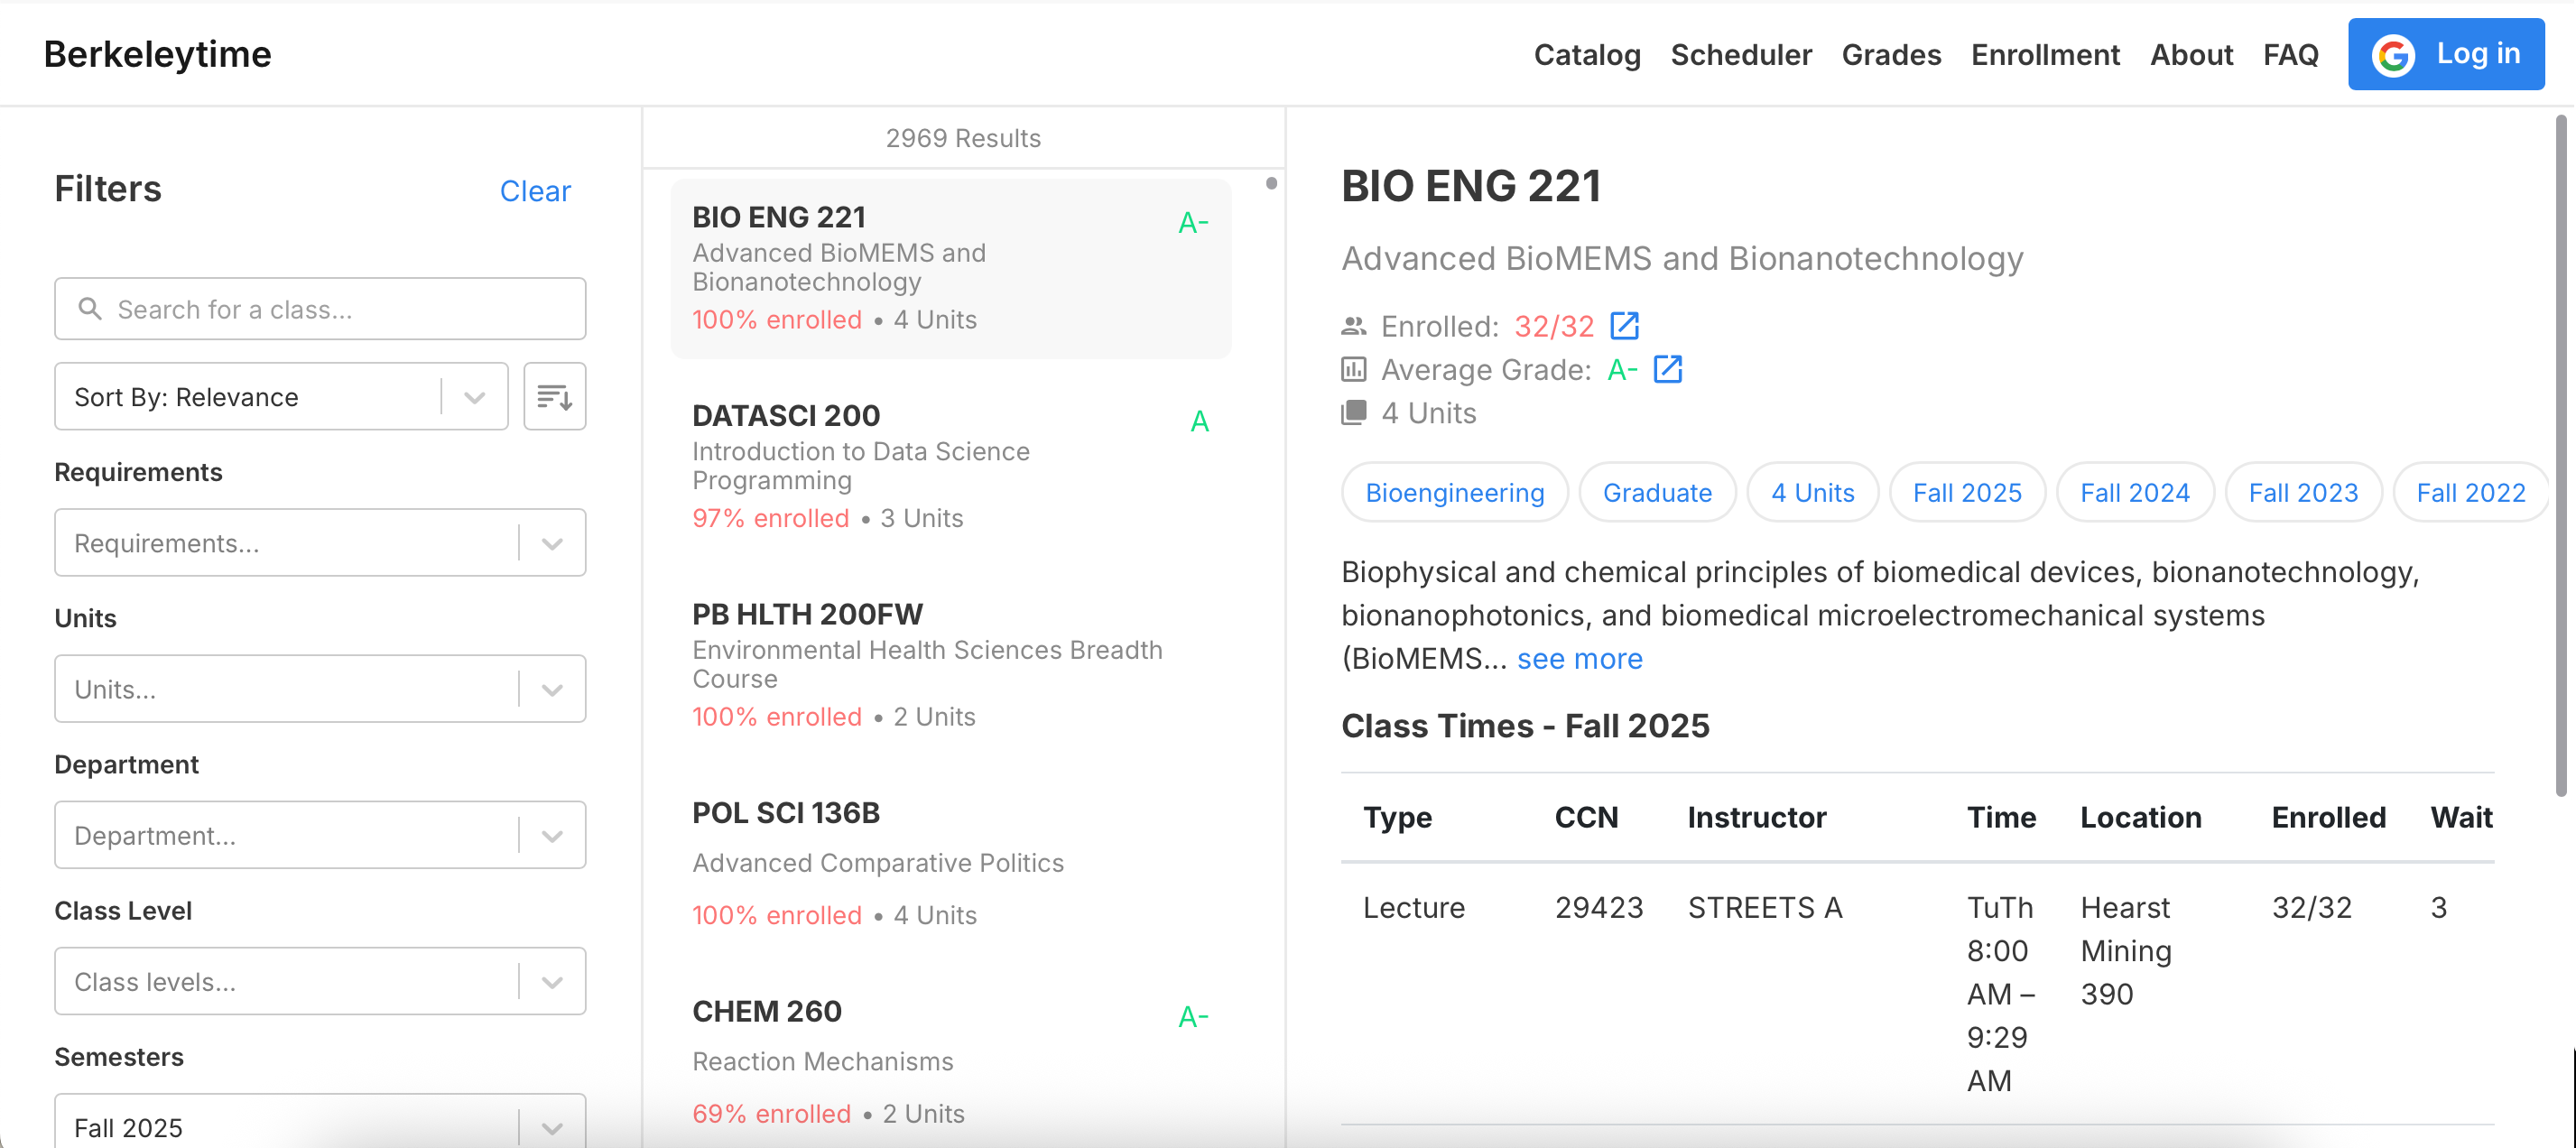 Berkeleytime
Catalog Scheduler Grades Enrollment About FAQ Log in
Filters Clear
Search for a class...
Sort By: Relevance
Requirements
Requirements...
Units
Units...
Department
Department...
Class Level
Class levels...
Semesters
Fall 2025
2969 Results
BIO ENG 221 A-
Advanced BioMEMS and
Bionanotechnology
100% enrolled • 4 Units
DATASCI 200 A
Introduction to Data Science
Programming
97% enrolled • 3 Units
PB HLTH 200FW
Environmental Health Sciences Breadth
Course
100% enrolled • 2 Units
POL SCI 136B
Advanced Comparative Politics
100% enrolled • 4 Units
CHEM 260 A-
Reaction Mechanisms
69% enrolled • 2 Units
BIO ENG 221
Advanced BioMEMS and Bionanotechnology
Enrolled: 32/32
Average Grade: A-
4 Units
Bioengineering Graduate 4 Units Fall 2025 Fall 2024 Fall 2023 Fall 2022
Biophysical and chemical principles of biomedical devices, bionanotechnology,
bionanophotonics, and biomedical microelectromechanical systems
(BioMEMS... see more
Class Times - Fall 2025
Type CCN Instructor Time Location Enrolled Wait
Lecture 29423 STREETS A TuTh Hearst 32/32 3
8:00 Mining
AM – 390
9:29
AM